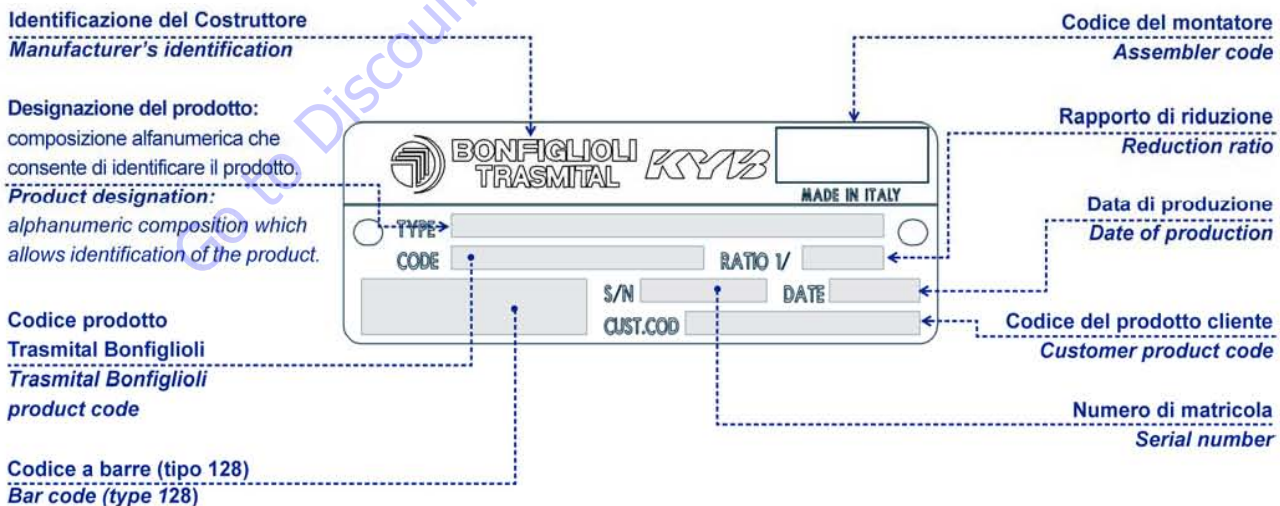 Identificazione del Costruttore
Manufacturer's identification
Designazione del prodotto:
composizione alfanumerica che
consente di identificare il prodotto.
Product designation:
alphanumeric composition which
allows identification of the product.
Codice prodotto
Trasmital Bonfiglioli
Trasmital Bonfiglioli
product code
Codice a barre (tipo 128)
Bar code (type 128)
Go to Discoun
BONFIGLIOLI
TRASMITAL
KYB
MADE IN ITALY
TYPE
CODE
RATIO 1/
S/N
DATE
CUST.COD
Codice del montatore
Assembler code
Rapporto di riduzione
Reduction ratio
Data di produzione
Date of production
Codice del prodotto cliente
Customer product code
Numero di matricola
Serial number